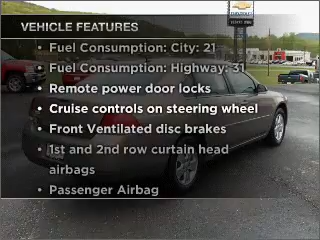 VEHICLE FEATURES
• Fuel Consumption: City: 21
• Fuel Consumption: Highway: 31
• Remote power door locks
• Cruise controls on steering wheel
• Front Ventilated disc brakes
• 1st and 2nd row curtain head
airbags
• Passenger Airbag
CHEVROLET